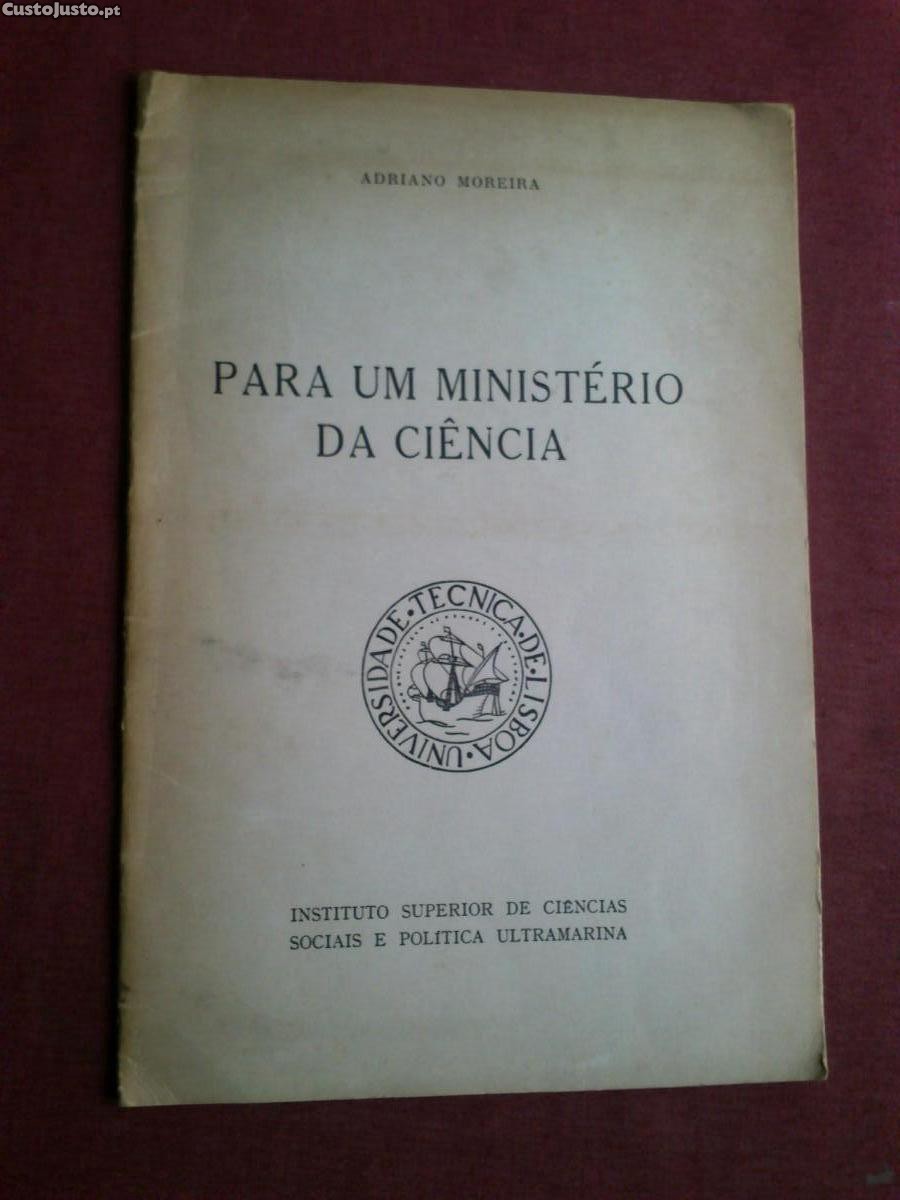 CustoJusto.pt
ADRIANO MOREIRA
PARA UM MINISTÉRIO
DA CIÊNCIA
UNIVERSIDADE • TECNICA • DE • LISBOA •
INSTITUTO SUPERIOR DE CIÊNCIAS
SOCIAIS E POLÍTICA ULTRAMARINA